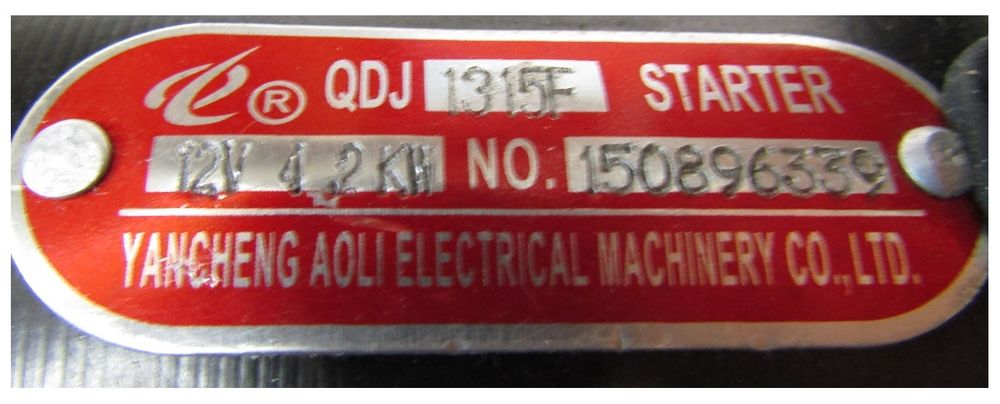 ® QDJ 1315F STARTER
12V 4.2KW NO. 150896339
YANCHENG AOLI ELECTRICAL MACHINERY CO.,LTD.